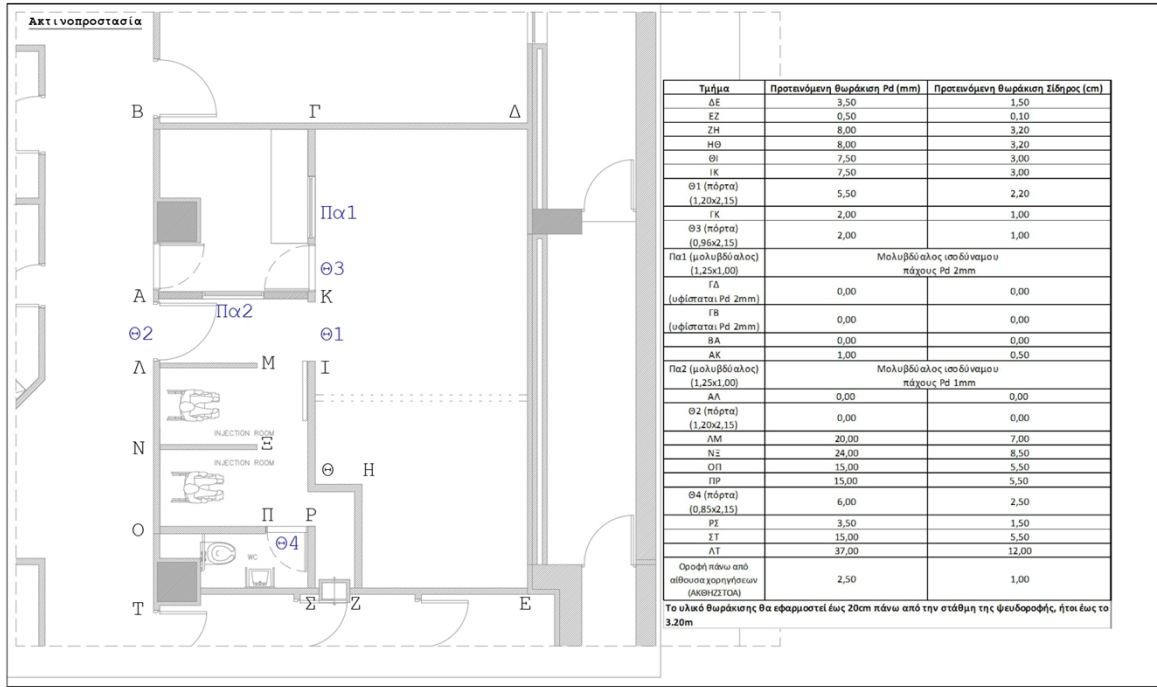 Ακτινοπροστασία
Β
Γ
Δ
Πα1
Θ3
Α
Κ
Πα2
Θ2
Θ1
Λ
Μ
Ι
INJECTION ROOM
Ν
Ξ
INJECTION ROOM
Θ
Η
Ο
Π
Ρ
Θ4
WC
Τ
Σ
Ζ
Ε
Τμήμα Προτεινόμενη θωράκιση Pd (mm) Προτεινόμενη θωράκιση Σίδηρος (cm)
ΔΕ 3,50 1,50
ΕΖ 0,50 0,10
ΖΗ 8,00 3,20
ΗΘ 8,00 3,20
ΘΙ 7,50 3,00
ΙΚ 7,50 3,00
Θ1 (πόρτα)
(1,20x2,15) 5,50 2,20
ΓΚ 2,00 1,00
Θ3 (πόρτα)
(0,96x2,15) 2,00 1,00
Πα1 (μολυβδύαλος) Μολυβδύαλος ισοδύναμου
(1,25x1,00) πάχους Pd 2mm
ΓΔ
(υφίσταται Pd 2mm) 0,00 0,00
ΓΒ
(υφίσταται Pd 2mm) 0,00 0,00
ΒΑ 0,00 0,00
ΑΚ 1,00 0,50
Πα2 (μολυβδύαλος) Μολυβδύαλος ισοδύναμου
(1,25x1,00) πάχους Pd 1mm
ΑΛ 0,00 0,00
Θ2 (πόρτα)
(1,20x2,15) 0,00 0,00
ΛΜ 20,00 7,00
ΝΞ 24,00 8,50
ΟΠ 15,00 5,50
ΠΡ 15,00 5,50
Θ4 (πόρτα)
(0,85x2,15) 6,00 2,50
ΡΣ 3,50 1,50
ΣΤ 15,00 5,50
ΛΤ 37,00 12,00
Οροφή πάνω από
αίθουσα χορηγήσεων
(ΑΚΘΗΖΣΤΟΑ) 2,50 1,00
Το υλικό θωράκισης θα εφαρμοστεί έως 20cm πάνω από την στάθμη της ψευδοροφής, ήτοι έως το
3.20m